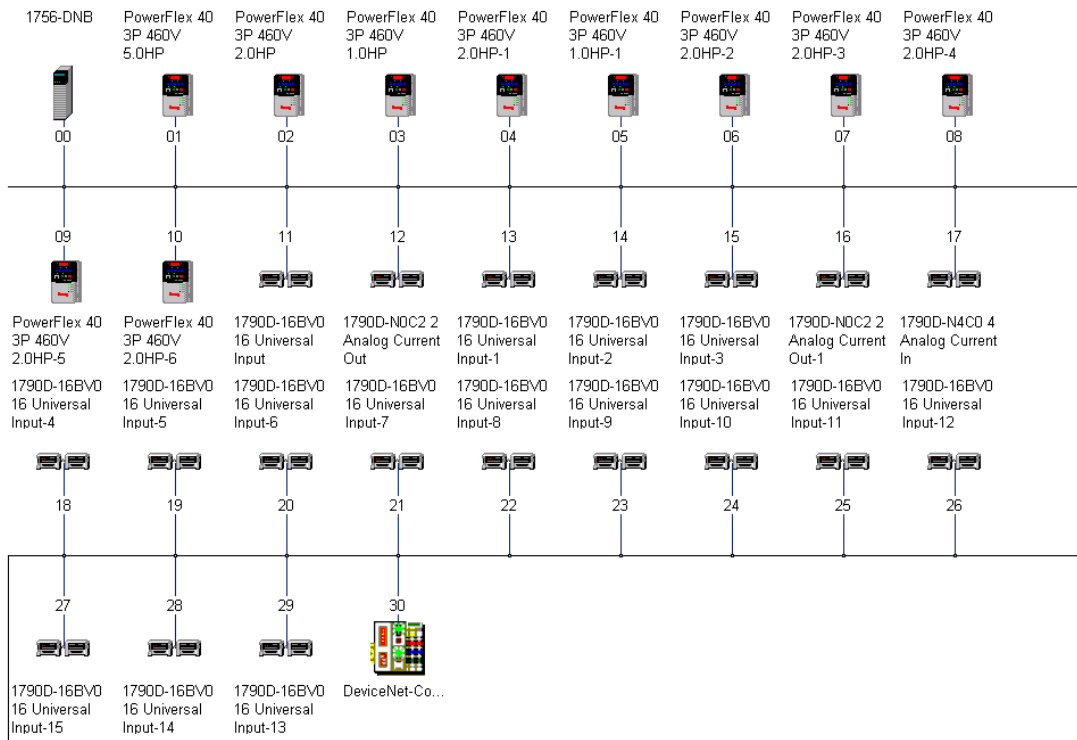 1756-DNB
PowerFlex 40
3P 460V
5.0HP
PowerFlex 40
3P 460V
2.0HP
PowerFlex 40
3P 460V
1.0HP
PowerFlex 40
3P 460V
2.0HP-1
PowerFlex 40
3P 460V
1.0HP-1
PowerFlex 40
3P 460V
2.0HP-2
PowerFlex 40
3P 460V
2.0HP-3
PowerFlex 40
3P 460V
2.0HP-4
00
01
02
03
04
05
06
07
08
09
10
11
12
13
14
15
16
17
PowerFlex 40
3P 460V
2.0HP-5
PowerFlex 40
3P 460V
2.0HP-6
1790D-16BV0
16 Universal
Input
1790D-N0C2 2
Analog Current
Out
1790D-16BV0
16 Universal
Input-1
1790D-16BV0
16 Universal
Input-2
1790D-16BV0
16 Universal
Input-3
1790D-N0C2 2
Analog Current
Out-1
1790D-N4C0 4
Analog Current
In
1790D-16BV0
16 Universal
Input-4
1790D-16BV0
16 Universal
Input-5
1790D-16BV0
16 Universal
Input-6
1790D-16BV0
16 Universal
Input-7
1790D-16BV0
16 Universal
Input-8
1790D-16BV0
16 Universal
Input-9
1790D-16BV0
16 Universal
Input-10
1790D-16BV0
16 Universal
Input-11
1790D-16BV0
16 Universal
Input-12
18
19
20
21
22
23
24
25
26
27
28
29
30
1790D-16BV0
16 Universal
Input-15
1790D-16BV0
16 Universal
Input-14
1790D-16BV0
16 Universal
Input-13
DeviceNet-Co...